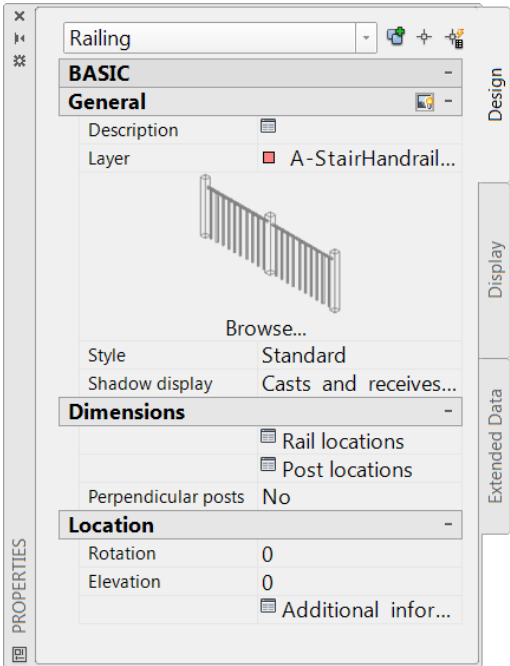 Railing
BASIC
General
Description
Layer A-StairHandrail...
Browse...
Style Standard
Shadow display Casts and receives...
Dimensions
Rail locations
Post locations
Perpendicular posts No
Location
Rotation 0
Elevation 0
Additional infor...
PROPERTIES
Design
Display
Extended Data